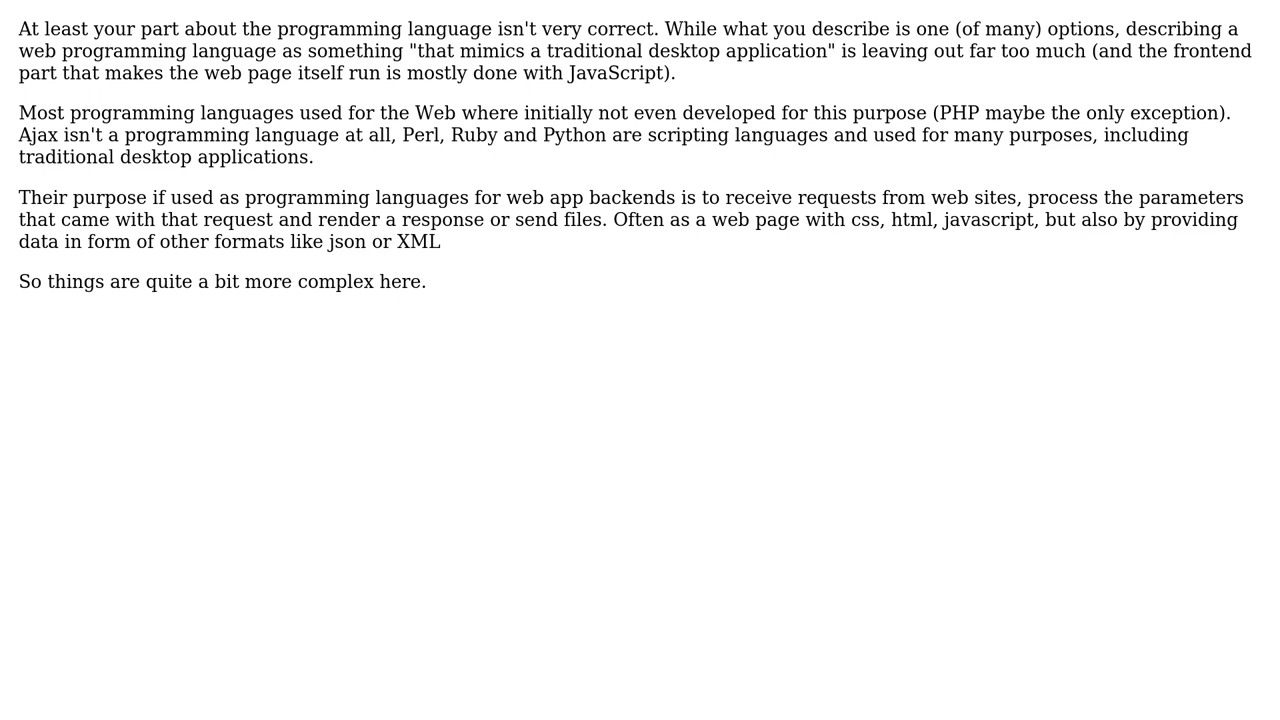 At least your part about the programming language isn't very correct. While what you describe is one (of many) options, describing a
web programming language as something "that mimics a traditional desktop application" is leaving out far too much (and the frontend
part that makes the web page itself run is mostly done with JavaScript).
Most programming languages used for the Web where initially not even developed for this purpose (PHP maybe the only exception).
Ajax isn't a programming language at all, Perl, Ruby and Python are scripting languages and used for many purposes, including
traditional desktop applications.
Their purpose if used as programming languages for web app backends is to receive requests from web sites, process the parameters
that came with that request and render a response or send files. Often as a web page with css, html, javascript, but also by providing
data in form of other formats like json or XML
So things are quite a bit more complex here.